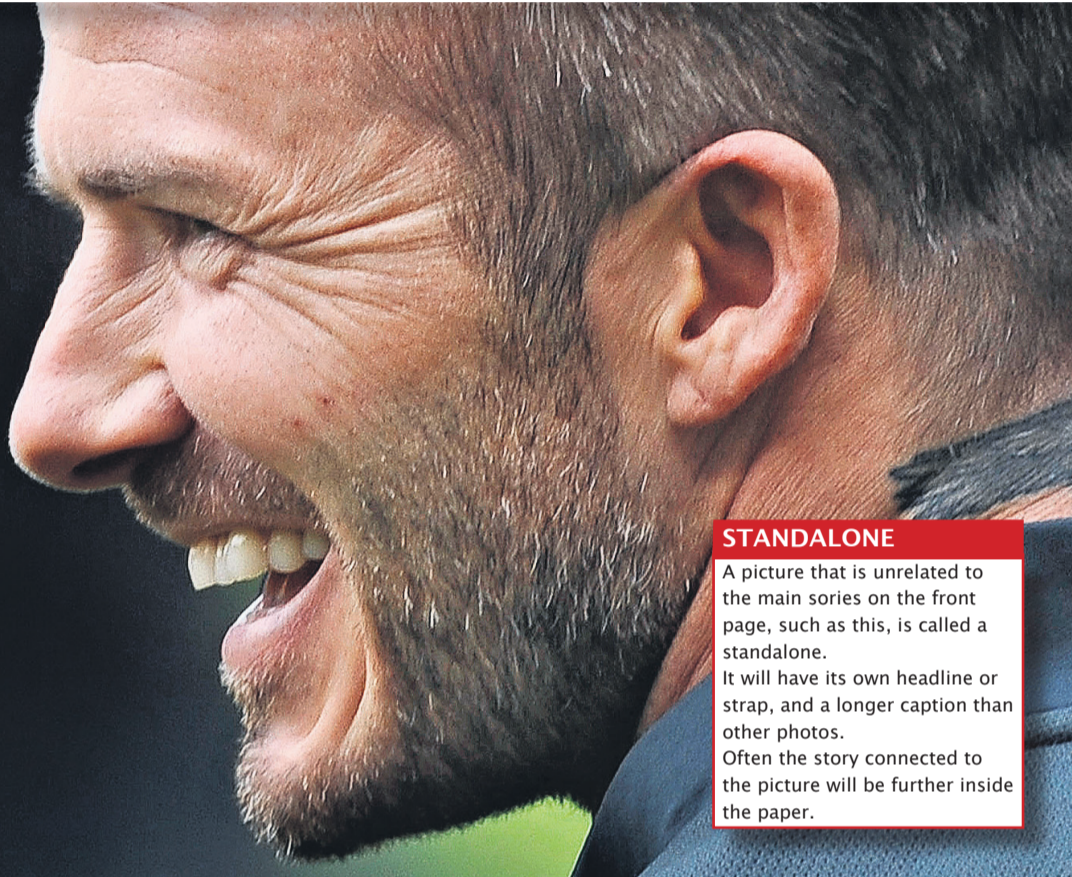 STANDALONE
A picture that is unrelated to
the main sories on the front
page, such as this, is called a
standalone.
It will have its own headline or
strap, and a longer caption than
other photos.
Often the story connected to
the picture will be further inside
the paper.